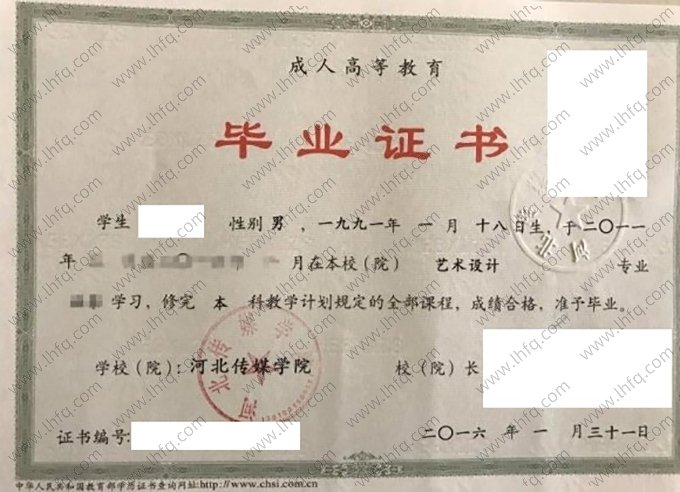 成人高等教育
毕业证书
学生 性别 男 ，一九九一年 一 月 十八日生，于二〇一一
年 月在本校（院） 艺术设计 专业
学习，修完 本 科教学计划规定的全部课程，成绩合格，准予毕业。
学校（院）：河北传媒学院 校（院）长
证书编号： 二〇一六 年 一 月三十一日
中华人民共和国教育部学历证书查询网址:http://www.chsi.com.cn
www.lhfq.com